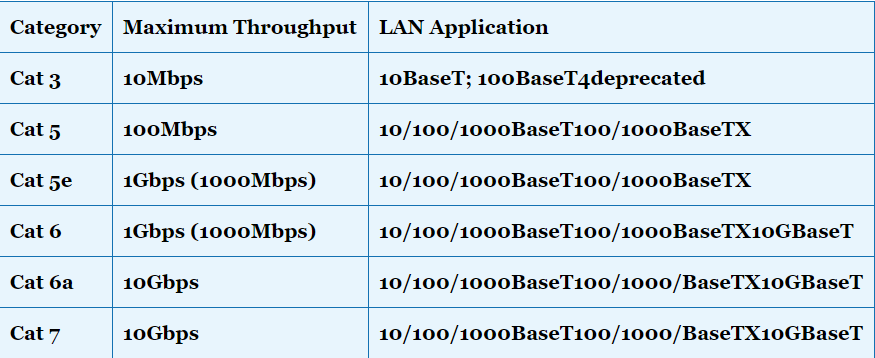 Category Maximum Throughput LAN Application
Cat 3 10Mbps 10BaseT; 100BaseT4deprecated
Cat 5 100Mbps 10/100/1000BaseT100/1000BaseTX
Cat 5e 1Gbps (1000Mbps) 10/100/1000BaseT100/1000BaseTX
Cat 6 1Gbps (1000Mbps) 10/100/1000BaseT100/1000BaseTX10GBaseT
Cat 6a 10Gbps 10/100/1000BaseT100/1000/BaseTX10GBaseT
Cat 7 10Gbps 10/100/1000BaseT100/1000/BaseTX10GBaseT